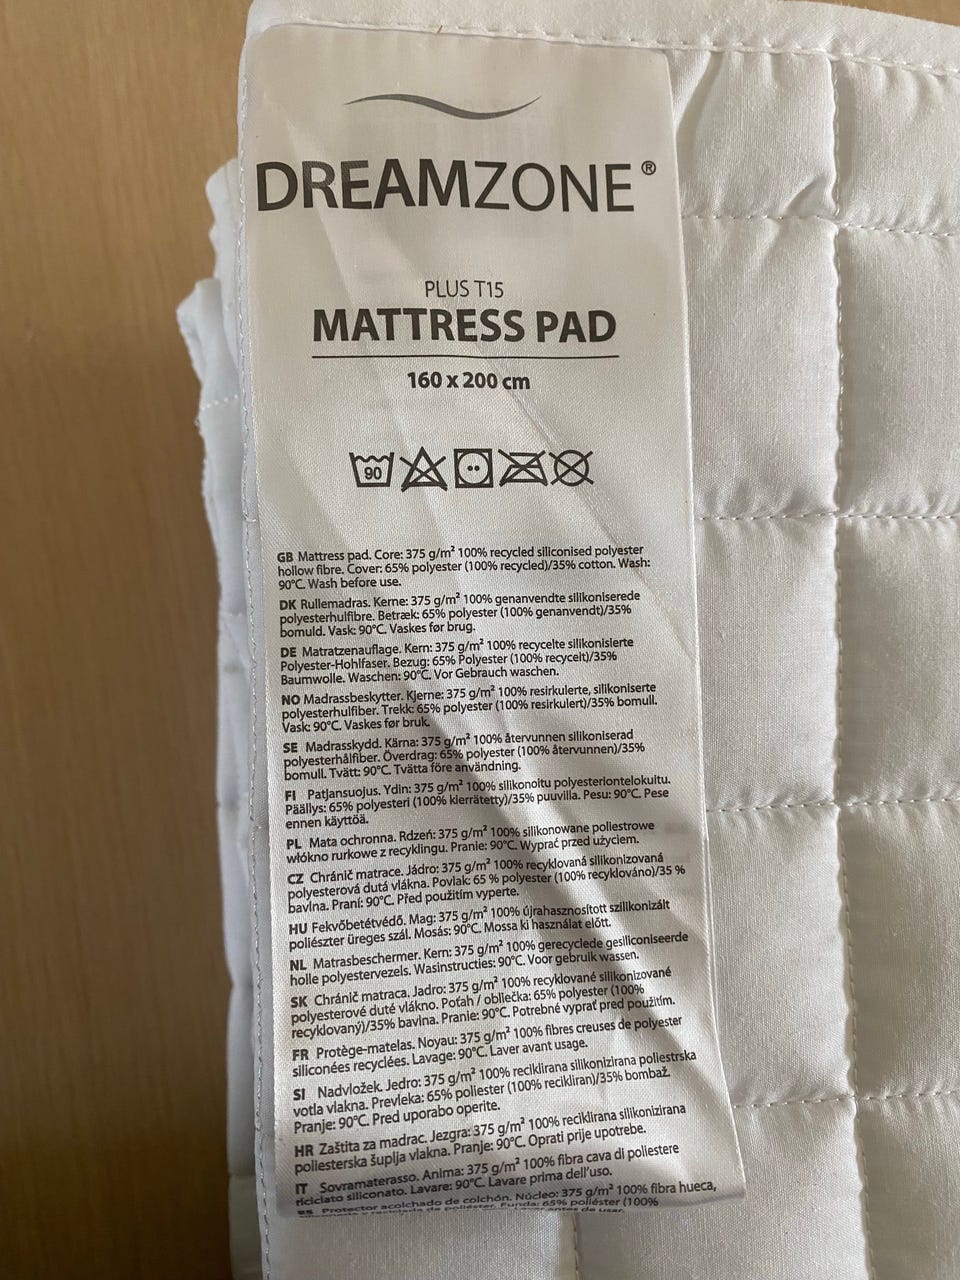 DREAMZONE®
PLUS T15
MATTRESS PAD
160 x 200 cm
90
GB Mattress pad. Core: 375 g/m² 100% recycled siliconised polyester
hollow fibre. Cover: 65% polyester (100% recycled)/35% cotton. Wash:
90°C. Wash before use.
DK Rullemadras. Kerne: 375 g/m² 100% genanvendte silikoniserede
polyesterhulfibre. Betræk: 65% polyester (100% genanvendt)/35%
bomuld. Vask: 90°C. Vaskes før brug.
DE Matratzenauflage. Kern: 375 g/m² 100% recycelte silikonisierte
Polyester-Hohlfaser. Bezug: 65% Polyester (100% recycelt)/35%
Baumwolle. Waschen: 90°C. Vor Gebrauch waschen.
NO Madrassbeskytter. Kjerne: 375 g/m² 100% resirkulerte, silikoniserte
polyesterhulfiber. Trekk: 65% polyester (100% resirkulert)/35% bomull.
Vask: 90°C. Vaskes før bruk.
SE Madrasskydd. Kärna: 375 g/m² 100% återvunnen silikoniserad
polyesterhålfiber. Överdrag: 65% polyester (100% återvunnen)/35%
bomull. Tvätt: 90°C. Tvätta före användning.
FI Patjansuojus. Ydin: 375 g/m² 100% silikonoitu polyesteriontelokuitu.
Päällys: 65% polyesteri (100% kierrätetty)/35% puuvilla. Pesu: 90°C. Pese
ennen käyttöä.
PL Mata ochronna. Rdzeń: 375 g/m² 100% silikonowane poliestrowe
włókno rurkowe z recyklingu. Pranie: 90°C. Wyprać przed użyciem.
CZ Chránič matrace. Jádro: 375 g/m² 100% recyklovaná silikonizovaná
polyesterová dutá vlákna. Povlak: 65 % polyester (100% recyklováno)/35 %
bavlna. Praní: 90°C. Před použitím vyperte.
HU Fekvőbetétvédő. Mag: 375 g/m² 100% újrahasznosított szilikonizált
poliészter üreges szál. Mosás: 90°C. Mossa ki használat előtt.
NL Matrasbeschermer. Kern: 375 g/m² 100% gerecyclede gesiliconiseerde
holle polyestervezels. Wasinstructies: 90°C. Voor gebruik wassen.
SK Chránič matraca. Jadro: 375 g/m² 100% recyklované silikonizované
polyesterové duté vlákno. Poťah / obliečka: 65% polyester (100%
recyklovaný)/35% bavlna. Pranie: 90°C. Potrebné vyprať pred použitím.
FR Protège-matelas. Noyau: 375 g/m² 100% fibres creuses de polyester
siliconées recyclées. Lavage: 90°C. Laver avant usage.
SI Nadvložek. Jedro: 375 g/m² 100% reciklirana silikonizirana poliestrska
votla vlakna. Prevleka: 65% poliester (100% recikliran)/35% bombaž.
Pranje: 90°C. Pred uporabo operite.
HR Zaštita za madrac. Jezgra: 375 g/m² 100% reciklirana silikonizirana
poliesterska šuplja vlakna. Pranje: 90°C. Oprati prije upotrebe.
IT Sovramaterasso. Anima: 375 g/m² 100% fibra cava di poliestere
riciclato siliconato. Lavare: 90°C. Lavare prima dell'uso.
ES Protector acolchado de colchón. Núcleo: 375 g/m² 100% fibra hueca,
siliconada y reciclada de poliéster. Funda: 65% poliéster (100%
antes de usar.